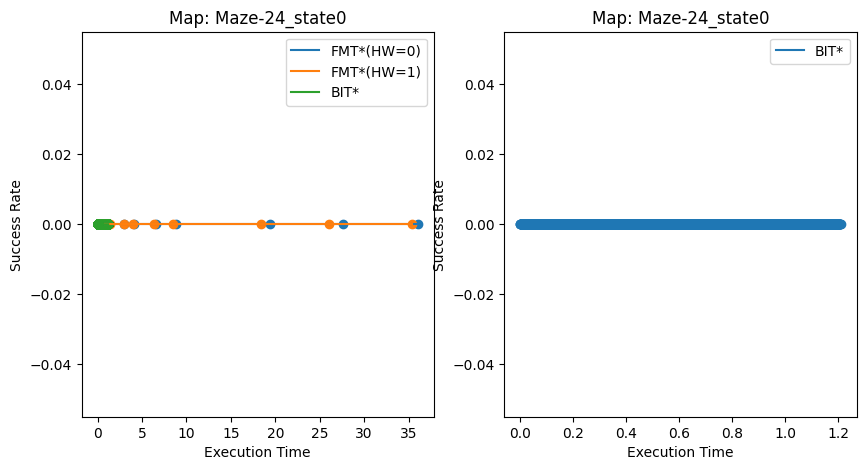 Map: Maze-24_state0
FMT*(HW=0)
FMT*(HW=1)
BIT*
0.04
0.02
0.00
−0.02
−0.04
Success Rate
0
5
10
15
20
25
30
35
Execution Time
Map: Maze-24_state0
BIT*
0.04
0.02
0.00
−0.02
−0.04
Success Rate
0.0
0.2
0.4
0.6
0.8
1.0
1.2
Execution Time